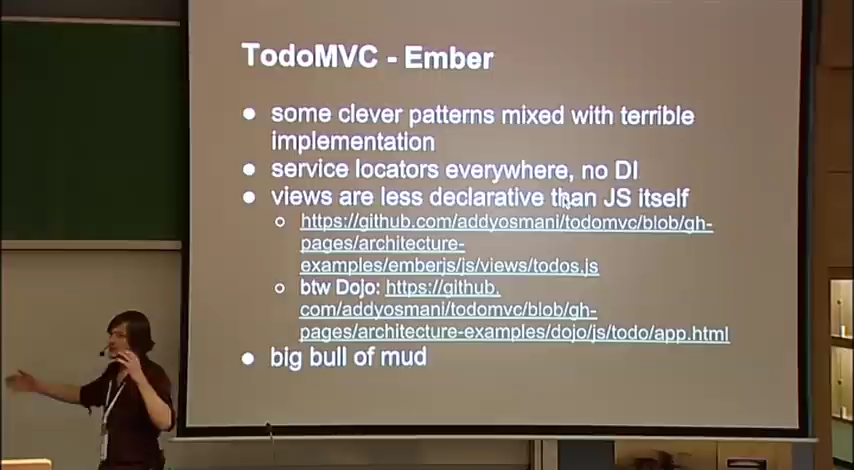 TodoMVC - Ember
● some clever patterns mixed with terrible
implementation
● service locators everywhere, no DI
● views are less declarative than JS itself
○ https://github.com/addyosmani/todomvc/blob/gh-
pages/architecture-
examples/emberjs/js/views/todos.js
○ btw Dojo: https://github.
com/addyosmani/todomvc/blob/gh-
pages/architecture-examples/dojo/js/todo/app.html
● big bull of mud